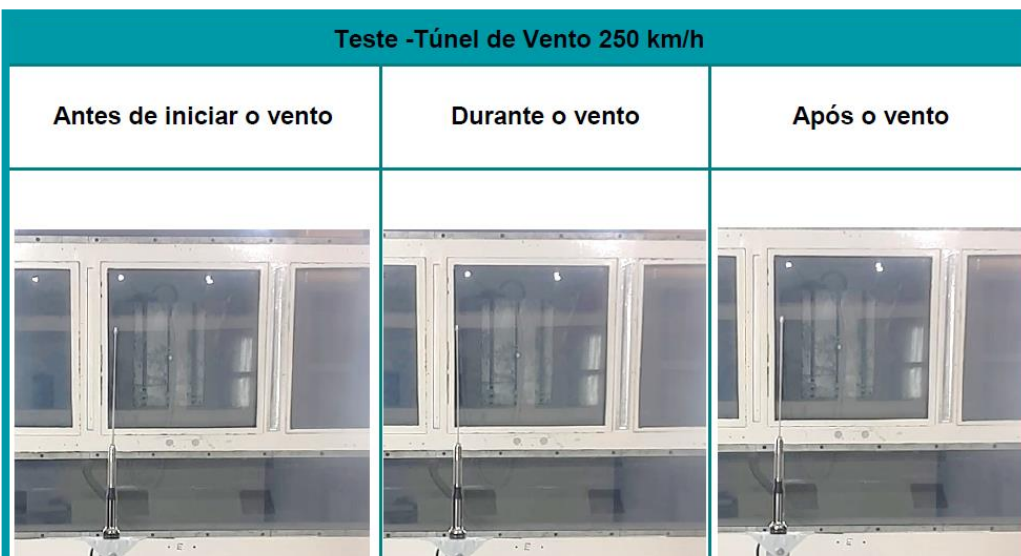 Teste -Túnel de Vento 250 km/h
Antes de iniciar o vento
Durante o vento
Após o vento